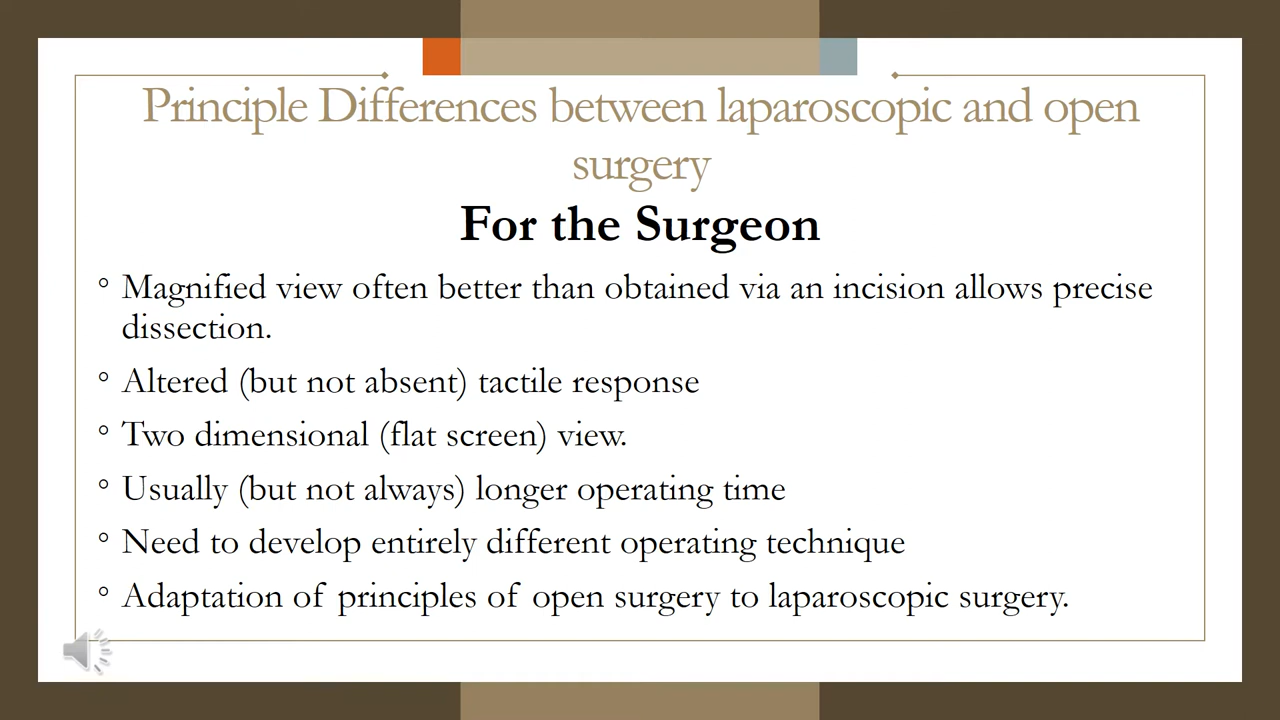 Principle Differences between laparoscopic and open
surgery
For the Surgeon
° Magnified view often better than obtained via an incision allows precise
dissection.
° Altered (but not absent) tactile response
° Two dimensional (flat screen) view.
° Usually (but not always) longer operating time
° Need to develop entirely different operating technique
° Adaptation of principles of open surgery to laparoscopic surgery.